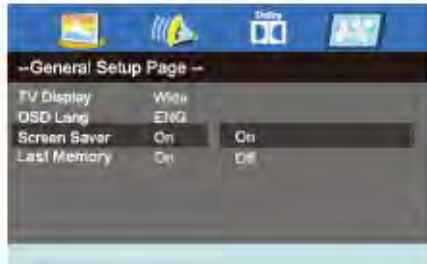 Dolby
--General Setup Page --
TV Display Wide
OSD Lang ENG
Screen Saver On On
Last Memory On Off